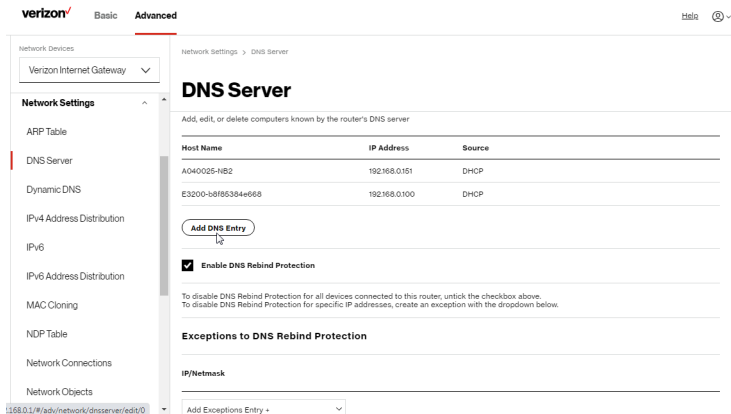 verizon✓ Basic Advanced Help
Network Devices
Verizon Internet Gateway
Network Settings
ARP Table
DNS Server
Dynamic DNS
IPv4 Address Distribution
IPv6
IPv6 Address Distribution
MAC Cloning
NDP Table
Network Connections
Network Objects
Network Settings > DNS Server
DNS Server
Add, edit, or delete computers known by the router's DNS server
Host Name IP Address Source
A040025-NB2 192.168.0.151 DHCP
E3200-b8f85384e668 192.168.0.100 DHCP
Add DNS Entry
Enable DNS Rebind Protection
To disable DNS Rebind Protection for all devices connected to this router, untick the checkbox above.
To disable DNS Rebind Protection for specific IP addresses, create an exception with the dropdown below.
Exceptions to DNS Rebind Protection
IP/Netmask
Add Exceptions Entry +
.168.0.1/#/adv/network/dnsserver/edit/0